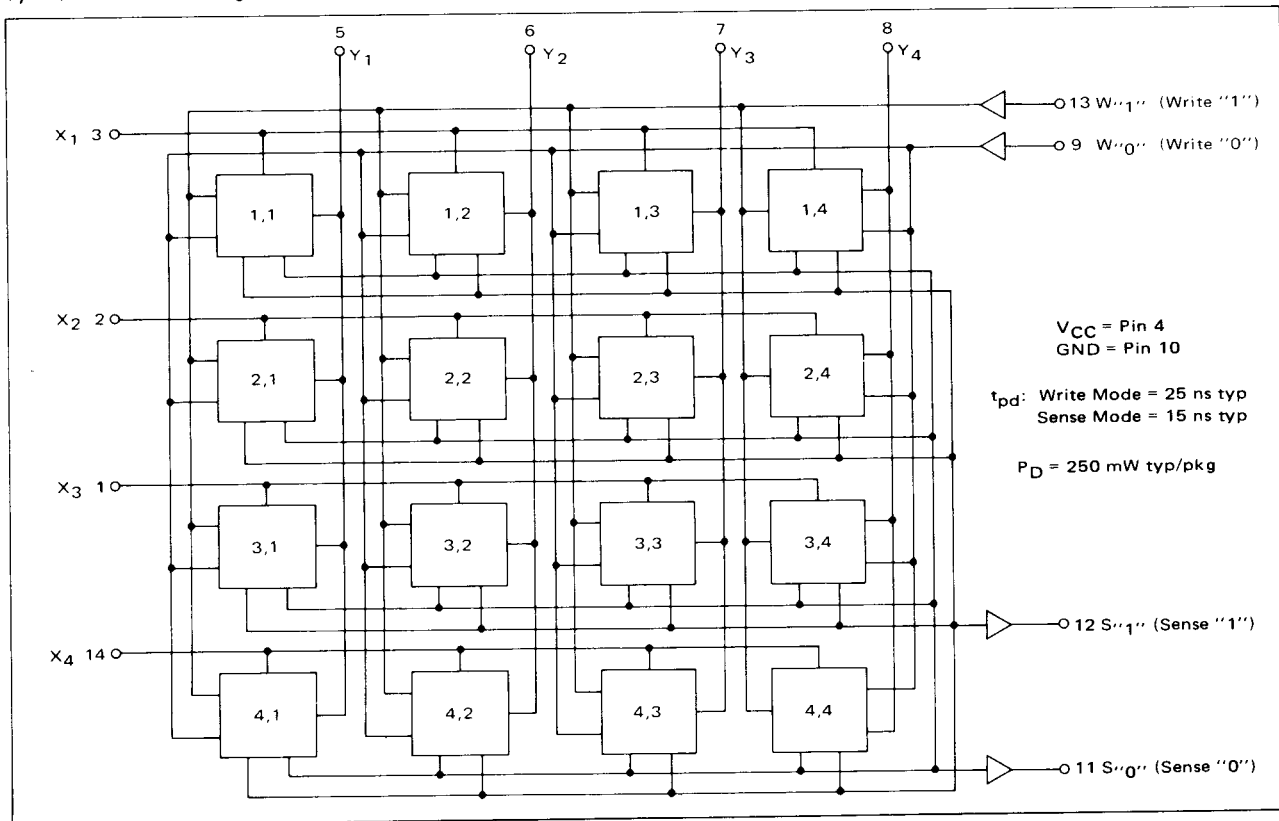 5 6 7 8
Y1 Y2 Y3 Y4
13 W"1" (Write "1")
X1 3
9 W"0" (Write "0")
1,1 1,2 1,3 1,4
X2 2
2,1 2,2 2,3 2,4
VCC = Pin 4
GND = Pin 10
tpd: Write Mode = 25 ns typ
Sense Mode = 15 ns typ
PD = 250 mW typ/pkg
X3 1
3,1 3,2 3,3 3,4
12 S"1" (Sense "1")
X4 14
4,1 4,2 4,3 4,4
11 S"0" (Sense "0")